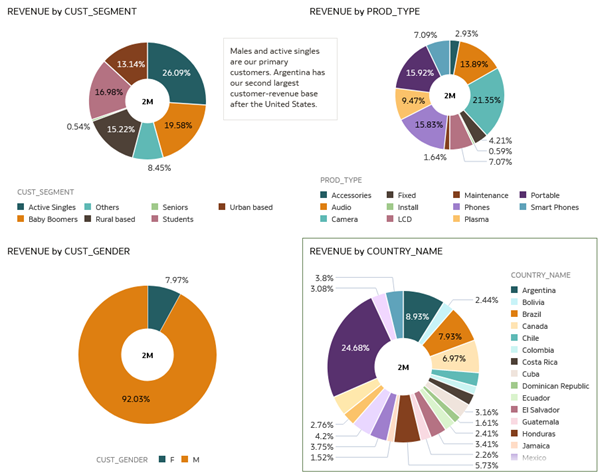 REVENUE by CUST_SEGMENT
13.14%
26.09%
16.98%
2M
0.54%
15.22%
19.58%
8.45%
CUST_SEGMENT
Active Singles Others Seniors Urban based
Baby Boomers Rural based Students
Males and active singles
are our primary
customers. Argentina has
our second largest
customer-revenue base
after the United States.
REVENUE by PROD_TYPE
7.09% 2.93%
13.89%
15.92%
2M 21.35%
9.47%
15.83%
4.21%
0.59%
1.64% 7.07%
PROD_TYPE
Accessories Fixed Maintenance Portable
Audio Install Phones Smart Phones
Camera LCD Plasma
REVENUE by CUST_GENDER
7.97%
2M
92.03%
CUST_GENDER F M
REVENUE by COUNTRY_NAME
3.8%
3.08%
2.44%
8.93%
7.93%
24.68%
6.97%
2M
3.16%
2.76% 1.61%
4.2% 2.41%
3.75% 3.41%
1.52% 2.26%
5.73%
COUNTRY_NAME
Argentina
Bolivia
Brazil
Canada
Chile
Colombia
Costa Rica
Cuba
Dominican Republic
Ecuador
El Salvador
Guatemala
Honduras
Jamaica
Mexico